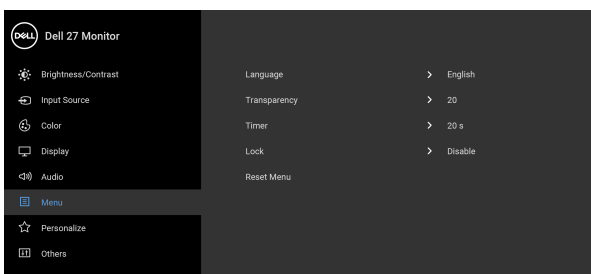 DELL Dell 27 Monitor
Brightness/Contrast
Input Source
Color
Display
Audio
Menu
Personalize
Others
Language > English
Transparency > 20
Timer > 20 s
Lock > Disable
Reset Menu